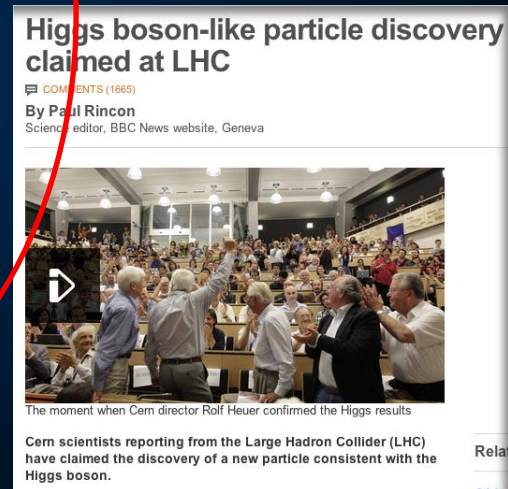 Higgs boson-like particle discovery
claimed at LHC
COMMENTS (1665)
By Paul Rincon
Science editor, BBC News website, Geneva
The moment when Cern director Rolf Heuer confirmed the Higgs results
Cern scientists reporting from the Large Hadron Collider (LHC)
have claimed the discovery of a new particle consistent with the
Higgs boson.
Relat